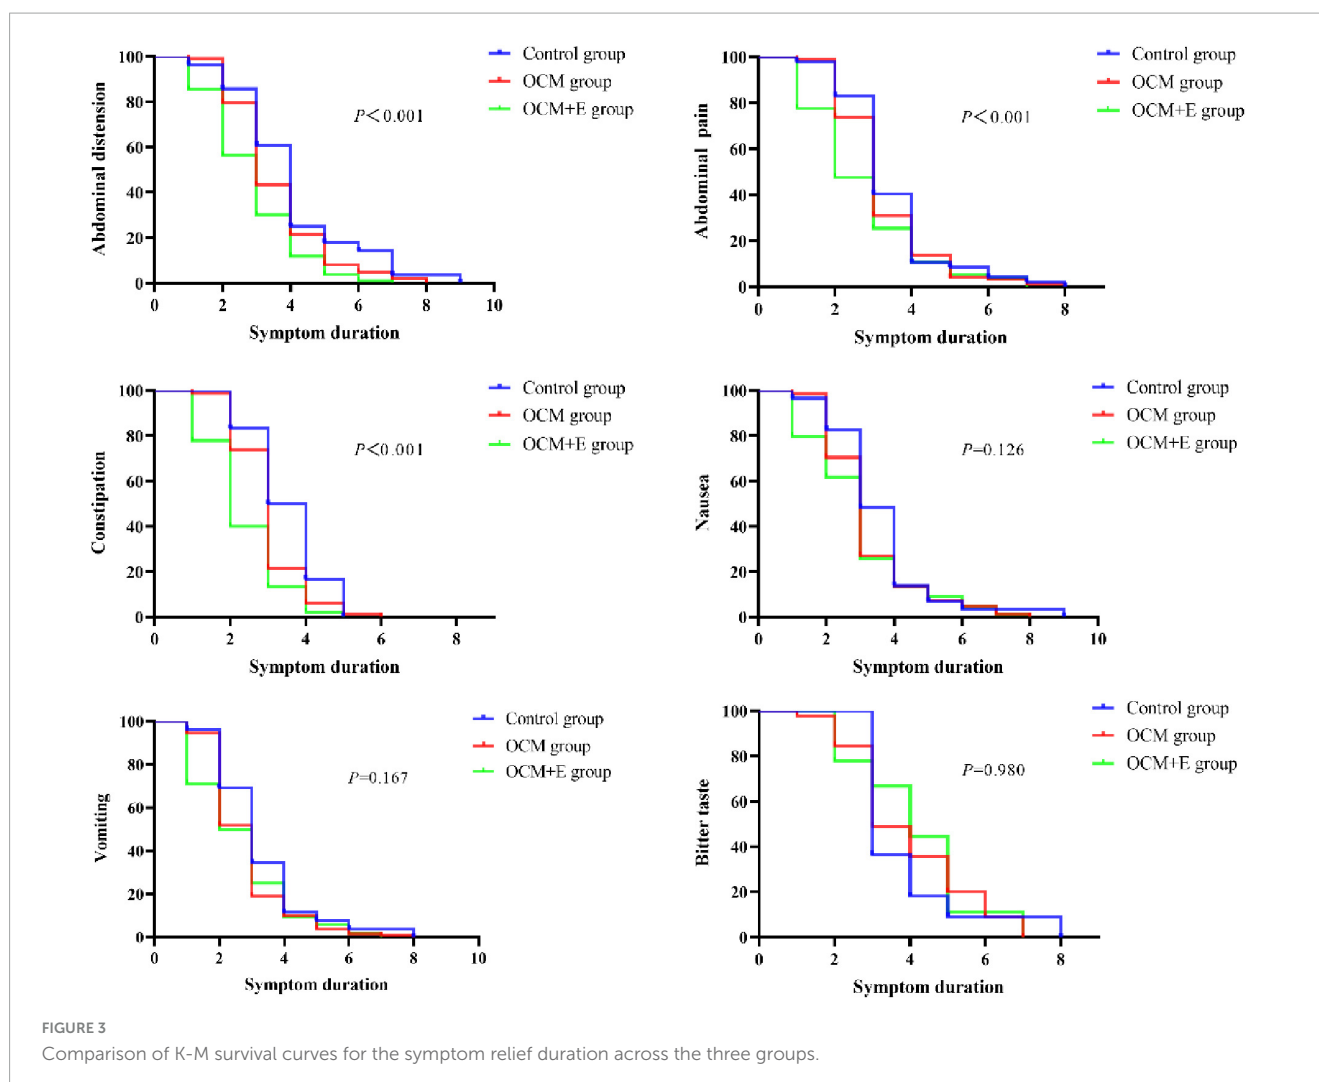 Control group
OCM group
OCM+E group
P<0.001
Abdominal distension
100
80
60
40
20
0
0 2 4 6 8 10
Symptom duration
Control group
OCM group
OCM+E group
P<0.001
Abdominal pain
100
80
60
40
20
0
0 2 4 6 8
Symptom duration
Control group
OCM group
OCM+E group
P<0.001
Constipation
100
80
60
40
20
0
0 2 4 6 8
Symptom duration
Control group
OCM group
OCM+E group
P=0.126
Nausea
100
80
60
40
20
0
0 2 4 6 8 10
Symptom duration
Control group
OCM group
OCM+E group
P=0.167
Vomiting
100
80
60
40
20
0
0 2 4 6 8 10
Symptom duration
Control group
OCM group
OCM+E group
P=0.980
Bitter taste
100
80
60
40
20
0
0 2 4 6 8
Symptom duration
FIGURE 3
Comparison of K-M survival curves for the symptom relief duration across the three groups.